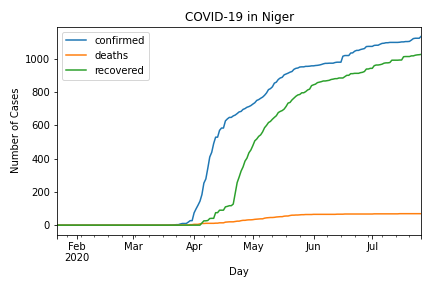 COVID-19 in Niger
confirmed
deaths
recovered
Number of Cases
1000
800
600
400
200
0
Feb Mar Apr May Jun Jul
2020
Day